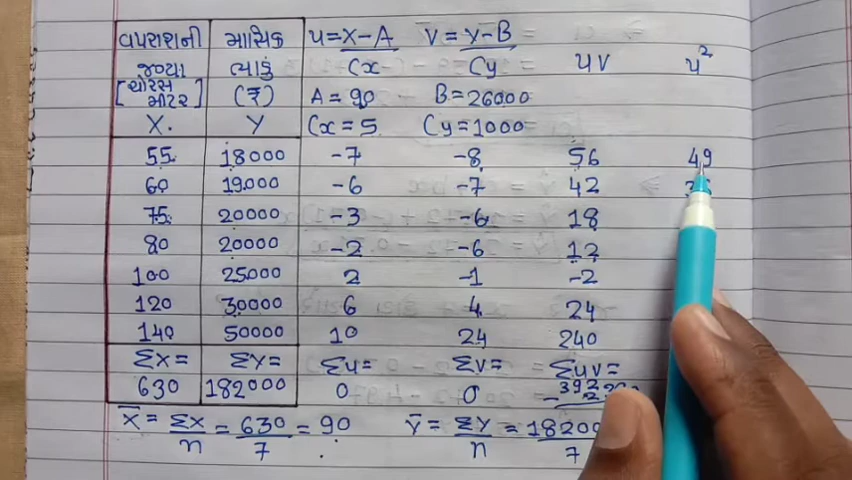 વપરાશની માસિક u=X-A v=Y-B
જગ્યા ભાડું Cx Cy uv u²
[ચોરસ મીટર] (₹) A=90 B=26000
X. Y Cx=5 Cy=1000
55 18000 -7 -8 56 49
60 19000 -6 -7 42
75 20000 -3 -6 18
80 20000 -2 -6 12
100 25000 2 -1 -2
120 30000 6 4 24
140 50000 10 24 240
ΣX= ΣY= Σu= Σv= Σuv=
630 182000 0 0 392
x̄ = ΣX/n = 630/7 = 90 ȳ = ΣY/n = 18200 /7